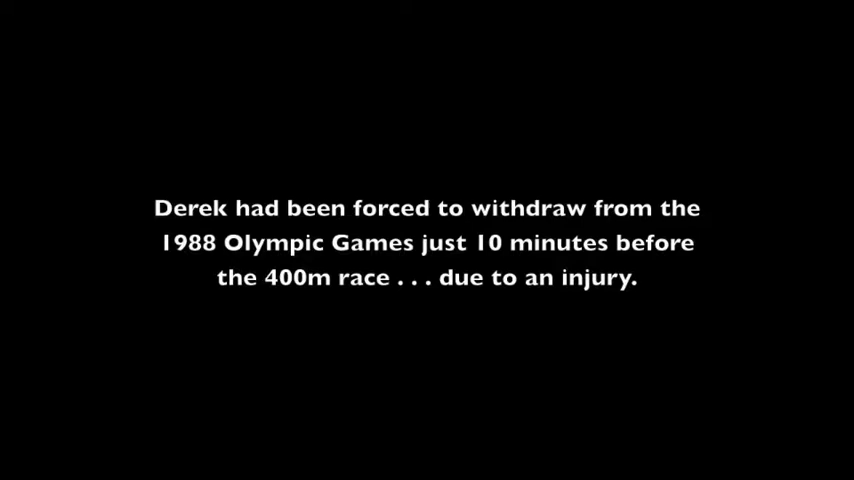 Derek had been forced to withdraw from the
1988 Olympic Games just 10 minutes before
the 400m race . . . due to an injury.